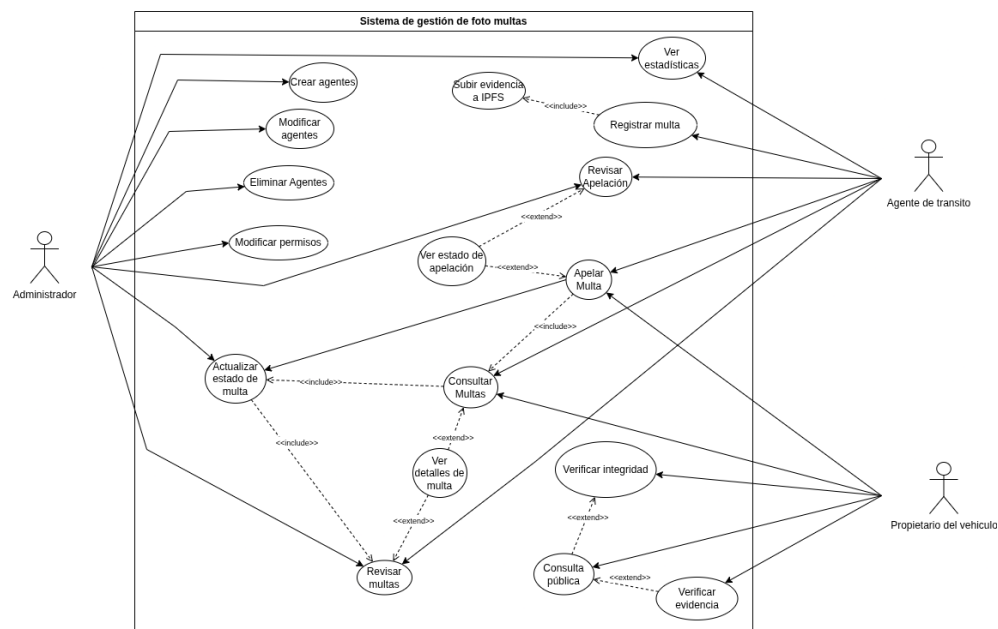 Sistema de gestión de foto multas
Ver
estadísticas
Crear agentes
Subir evidencia
a IPFS
<<include>>
Registrar multa
Modificar
agentes
Revisar
Apelación
Eliminar Agentes
Agente de transito
<<extend>>
Modificar permisos
Ver estado de
apelación
<<extend>>
Apelar
Multa
Administrador
<<include>>
Actualizar
estado de
multa
<<include>>
Consultar
Multas
<<include>>
<<extend>>
Ver
detalles de
multa
Verificar integridad
<<extend>>
<<extend>>
Propietario del vehiculo
Revisar
multas
Consulta
pública
<<extend>>
Verificar
evidencia